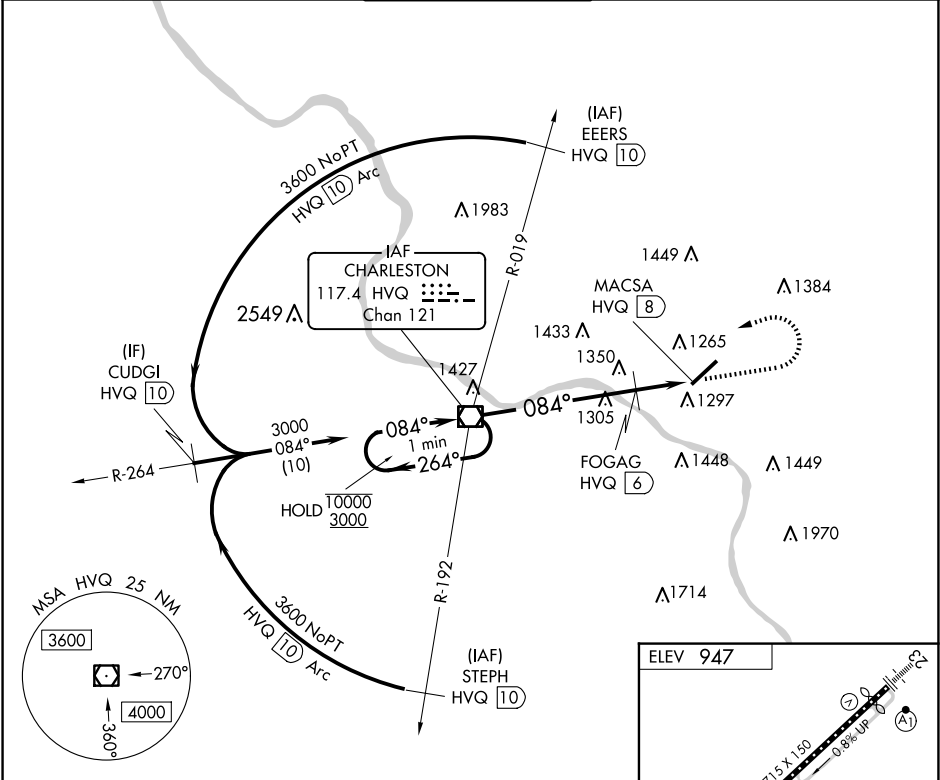 (IAF)
EEERS
HVQ 10
3600 NoPT
HVQ 10 Arc
1983
R-019
IAF
CHARLESTON
117.4 HVQ
Chan 121
1449
MACSA
HVQ 8
1384
2549
1433
1265
1350
(IF)
CUDGI
HVQ 10
1427
1297
1305
084°
3000
084°
(10)
084°
1 min
264°
R-264
FOGAG
HVQ 6
1448
1449
HOLD 10000
3000
1970
R-192
1714
MSA HVQ 25 NM
3600
270°
4000
360°
3600 NoPT
HVQ 10 Arc
(IAF)
STEPH
HVQ 10
ELEV 947
23
V
A1
0.8% UP
715 X 150